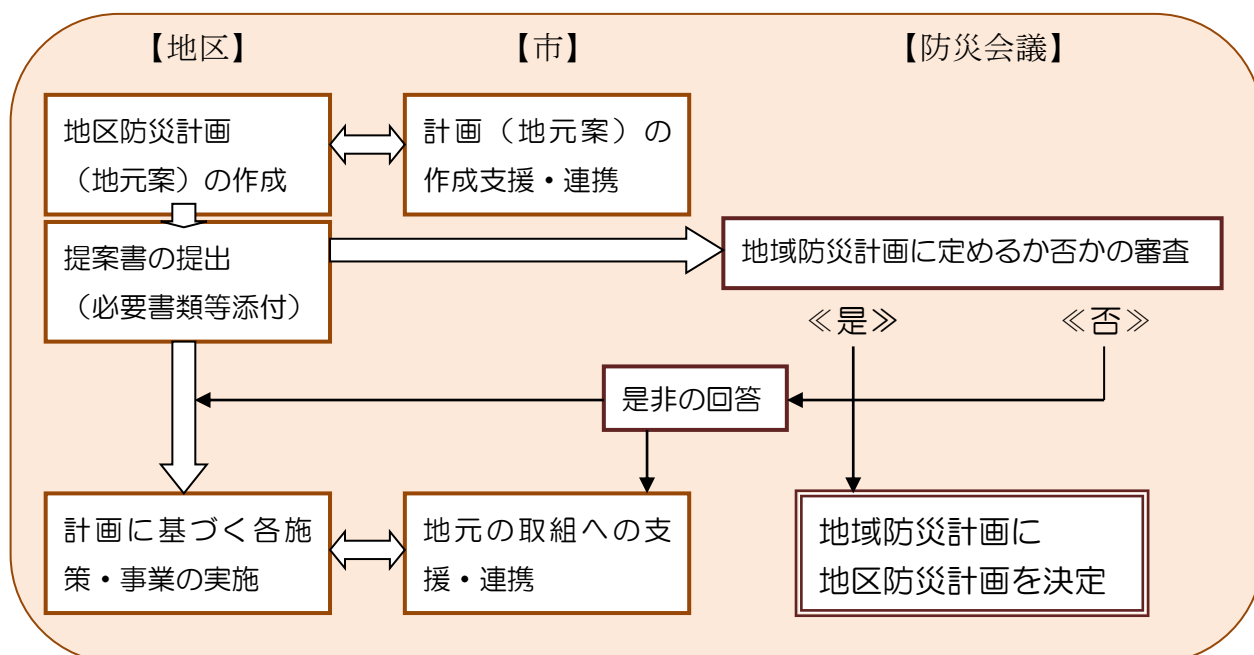 【地区】
【市】
【防災会議】
地区防災計画
（地元案）の作成
計画（地元案）の
作成支援・連携
提案書の提出
（必要書類等添付）
地域防災計画に定めるか否かの審査
≪是≫
≪否≫
是非の回答
計画に基づく各施
策・事業の実施
地元の取組への支
援・連携
地域防災計画に
地区防災計画を決定